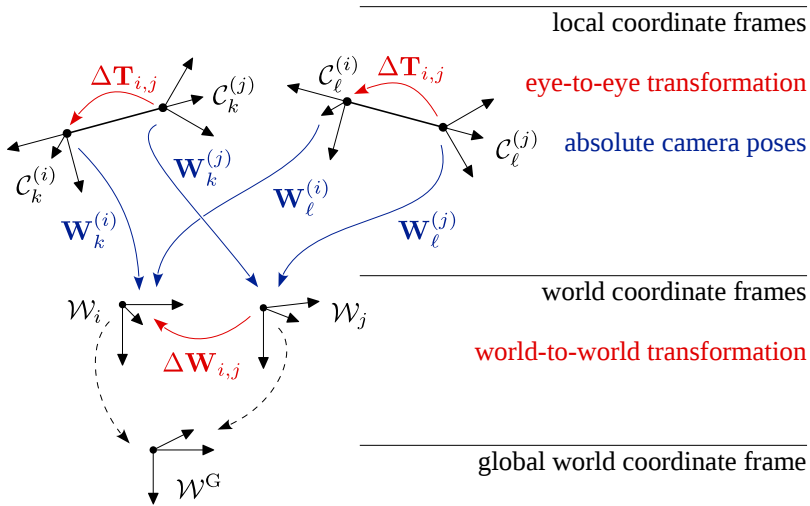 local coordinate frames
ΔT_{i,j} C_k^{(j)} C_ℓ^{(i)} ΔT_{i,j} eye-to-eye transformation
C_k^{(i)} W_k^{(j)} C_ℓ^{(j)} absolute camera poses
W_k^{(i)} W_ℓ^{(i)} W_ℓ^{(j)}
W_i W_j world coordinate frames
ΔW_{i,j} world-to-world transformation
W^G global world coordinate frame